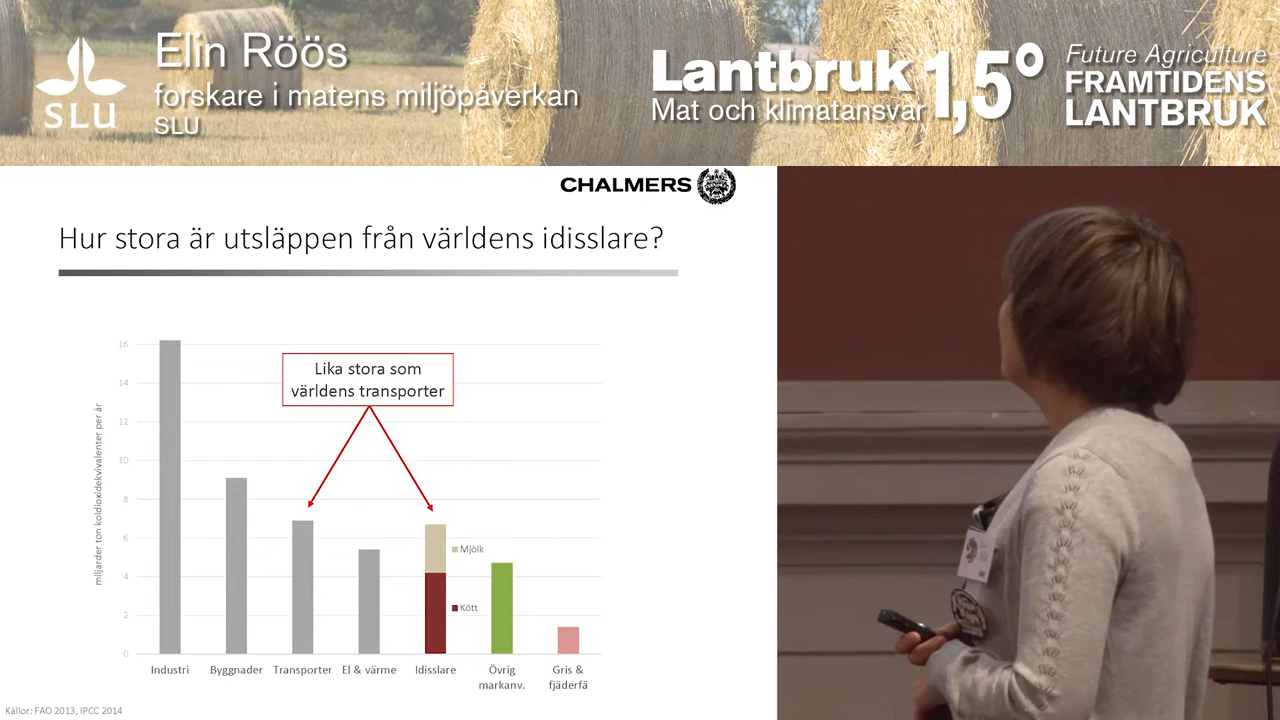 Elin Röös
forskare i matens miljöpåverkan
SLU
SLU
Lantbruk 1,5°
Mat och klimatansvar
Future Agriculture
FRAMTIDENS
LANTBRUK
CHALMERS
Hur stora är utsläppen från världens idisslare?
Lika stora som
världens transporter
miljarder ton koldioxidekvivalenter per år
16
14
12
10
8
6
4
2
0
Mjölk
Kött
Industri
Byggnader
Transporter
El & värme
Idisslare
Övrig
markanv.
Gris &
fjäderfä
Källor: FAO 2013, IPCC 2014